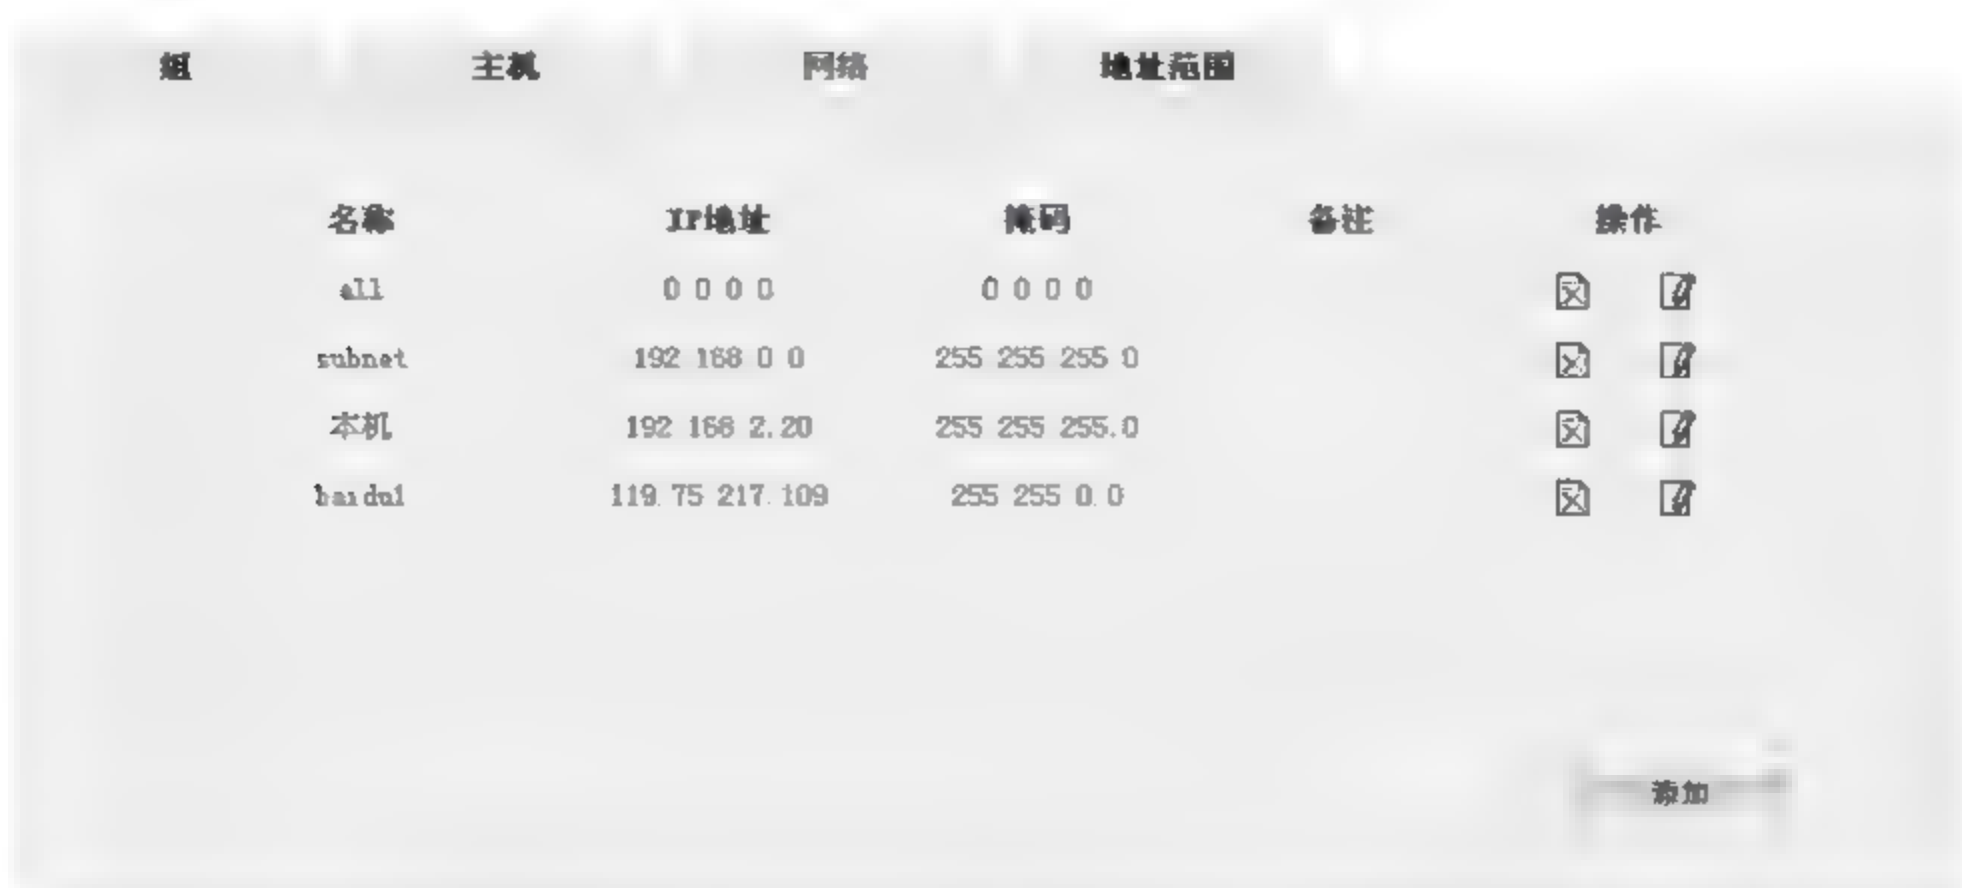 组 主机 网络 地址范围
名称 IP地址 掩码 备注 操作
all 0 0 0 0 0 0 0 0
subnet 192 168 0 0 255 255 255 0
本机 192 168 2.20 255 255 255.0
baidu1 119.75 217.109 255 255 0.0
添加